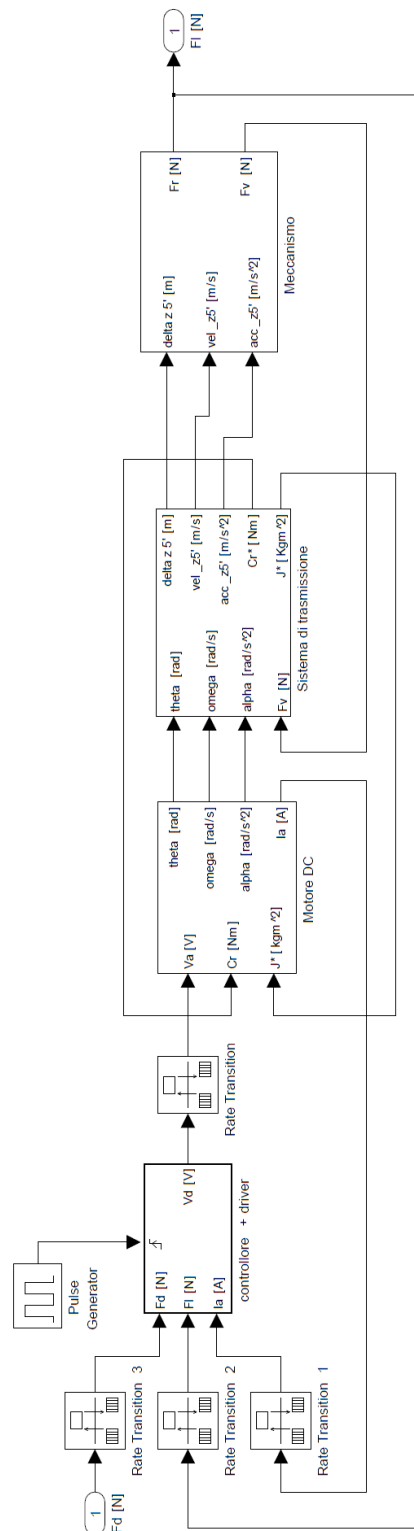 1
Fd [N]
Rate Transition 3
Rate Transition 2
Rate Transition 1
Pulse
Generator
Fd [N]
Fl [N]
Ia [A]
Vd [V]
controllore + driver
Rate Transition
Va [V]
Cr [Nm]
J* [kgm^2]
theta [rad]
omega [rad/s]
alpha [rad/s^2]
Ia [A]
Motore DC
theta [rad]
omega [rad/s]
alpha [rad/s^2]
Fv [N]
delta z 5' [m]
vel_z5' [m/s]
acc_z5' [m/s^2]
Cr* [Nm]
J* [Kgm^2]
Sistema di trasmissione
delta z 5' [m]
vel_z5' [m/s]
acc_z5' [m/s^2]
Fr [N]
Fv [N]
Meccanismo
1
Fl [N]